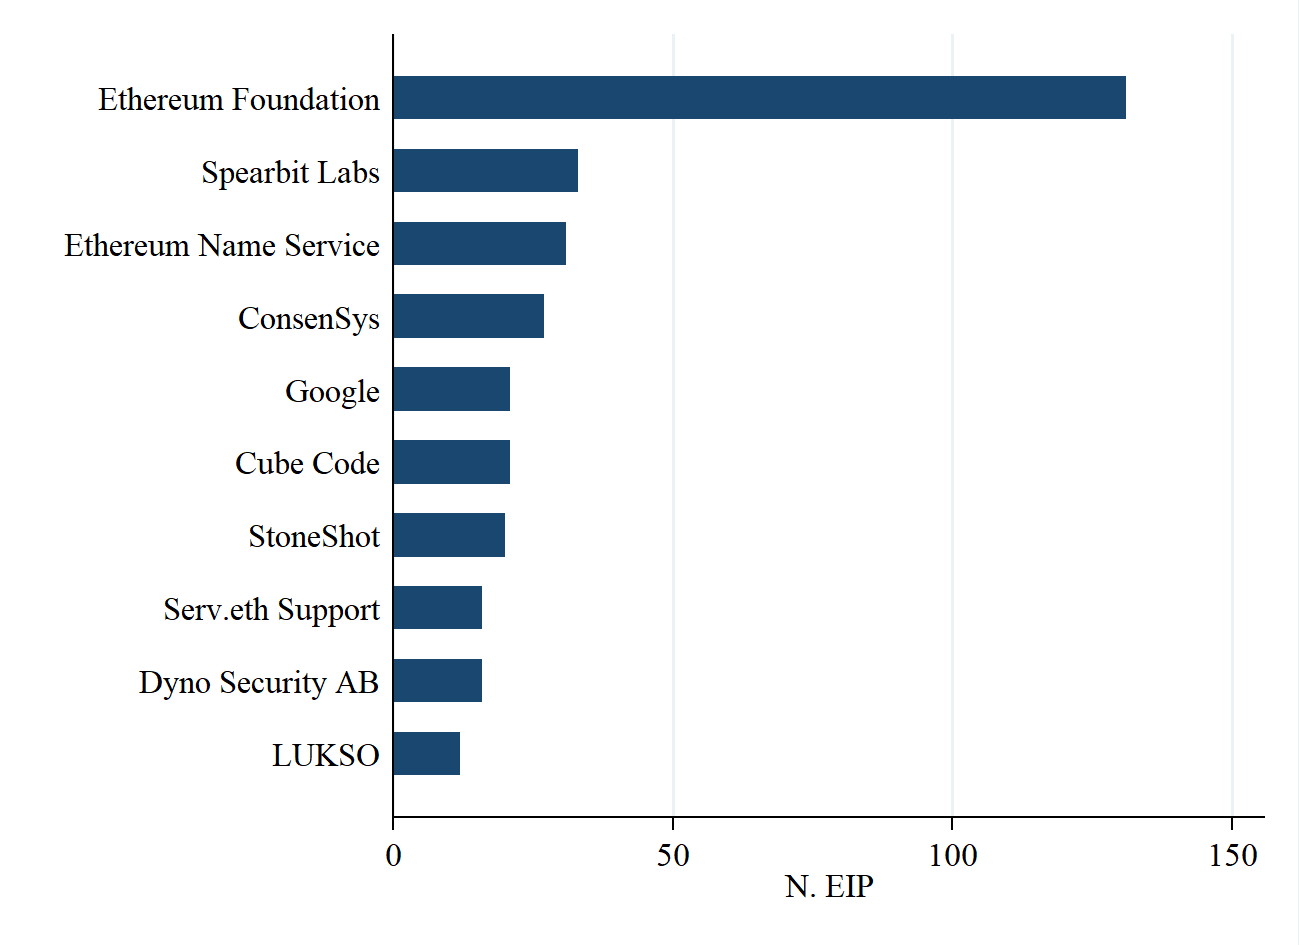 Ethereum Foundation
Spearbit Labs
Ethereum Name Service
ConsenSys
Google
Cube Code
StoneShot
Serv.eth Support
Dyno Security AB
LUKSO
0 50 100 150
N. EIP